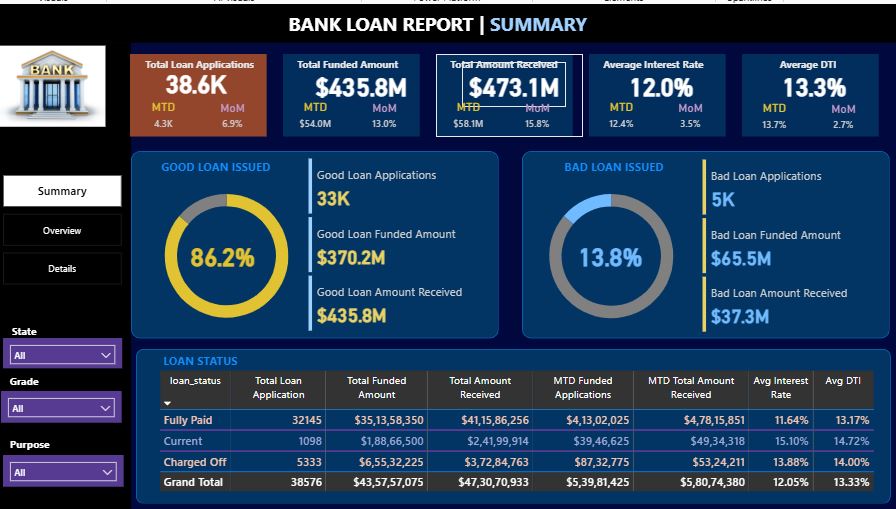 BANK LOAN REPORT | SUMMARY
BANK
Total Loan Applications
38.6K
MTD MoM
4.3K 6.9%
Total Funded Amount
$435.8M
MTD MoM
$54.0M 13.0%
Total Amount Received
$473.1M
MTD MoM
$58.1M 15.8%
Average Interest Rate
12.0%
MTD MoM
12.4% 3.5%
Average DTI
13.3%
MTD MoM
13.7% 2.7%
Summary
Overview
Details
State
All
Grade
All
Purpose
All
GOOD LOAN ISSUED
86.2%
Good Loan Applications
33K
Good Loan Funded Amount
$370.2M
Good Loan Amount Received
$435.8M
BAD LOAN ISSUED
13.8%
Bad Loan Applications
5K
Bad Loan Funded Amount
$65.5M
Bad Loan Amount Received
$37.3M
LOAN STATUS
loan_status Total Loan Application Total Funded Amount Total Amount Received MTD Funded Applications MTD Total Amount Received Avg Interest Rate Avg DTI
Fully Paid 32145 $35,13,58,350 $41,15,86,256 $4,13,02,025 $4,78,15,851 11.64% 13.17%
Current 1098 $1,88,66,500 $2,41,99,914 $39,46,625 $49,34,318 15.10% 14.72%
Charged Off 5333 $6,55,32,225 $3,72,84,763 $87,32,775 $53,24,211 13.88% 14.00%
Grand Total 38576 $43,57,57,075 $47,30,70,933 $5,39,81,425 $5,80,74,380 12.05% 13.33%